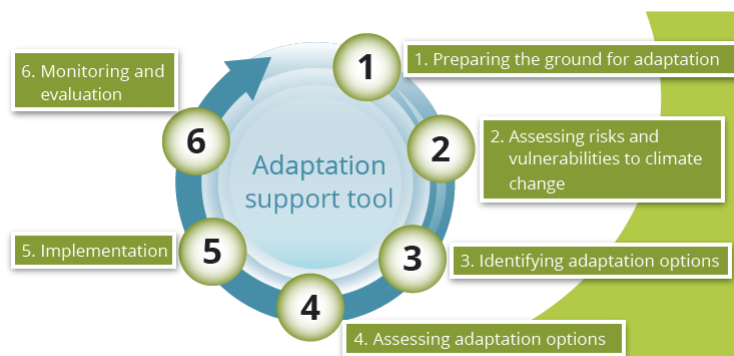 1
1. Preparing the ground for adaptation
2
2. Assessing risks and
vulnerabilities to climate
change
3
3. Identifying adaptation options
4
4. Assessing adaptation options
5
5. Implementation
6
6. Monitoring and
evaluation
Adaptation
support tool